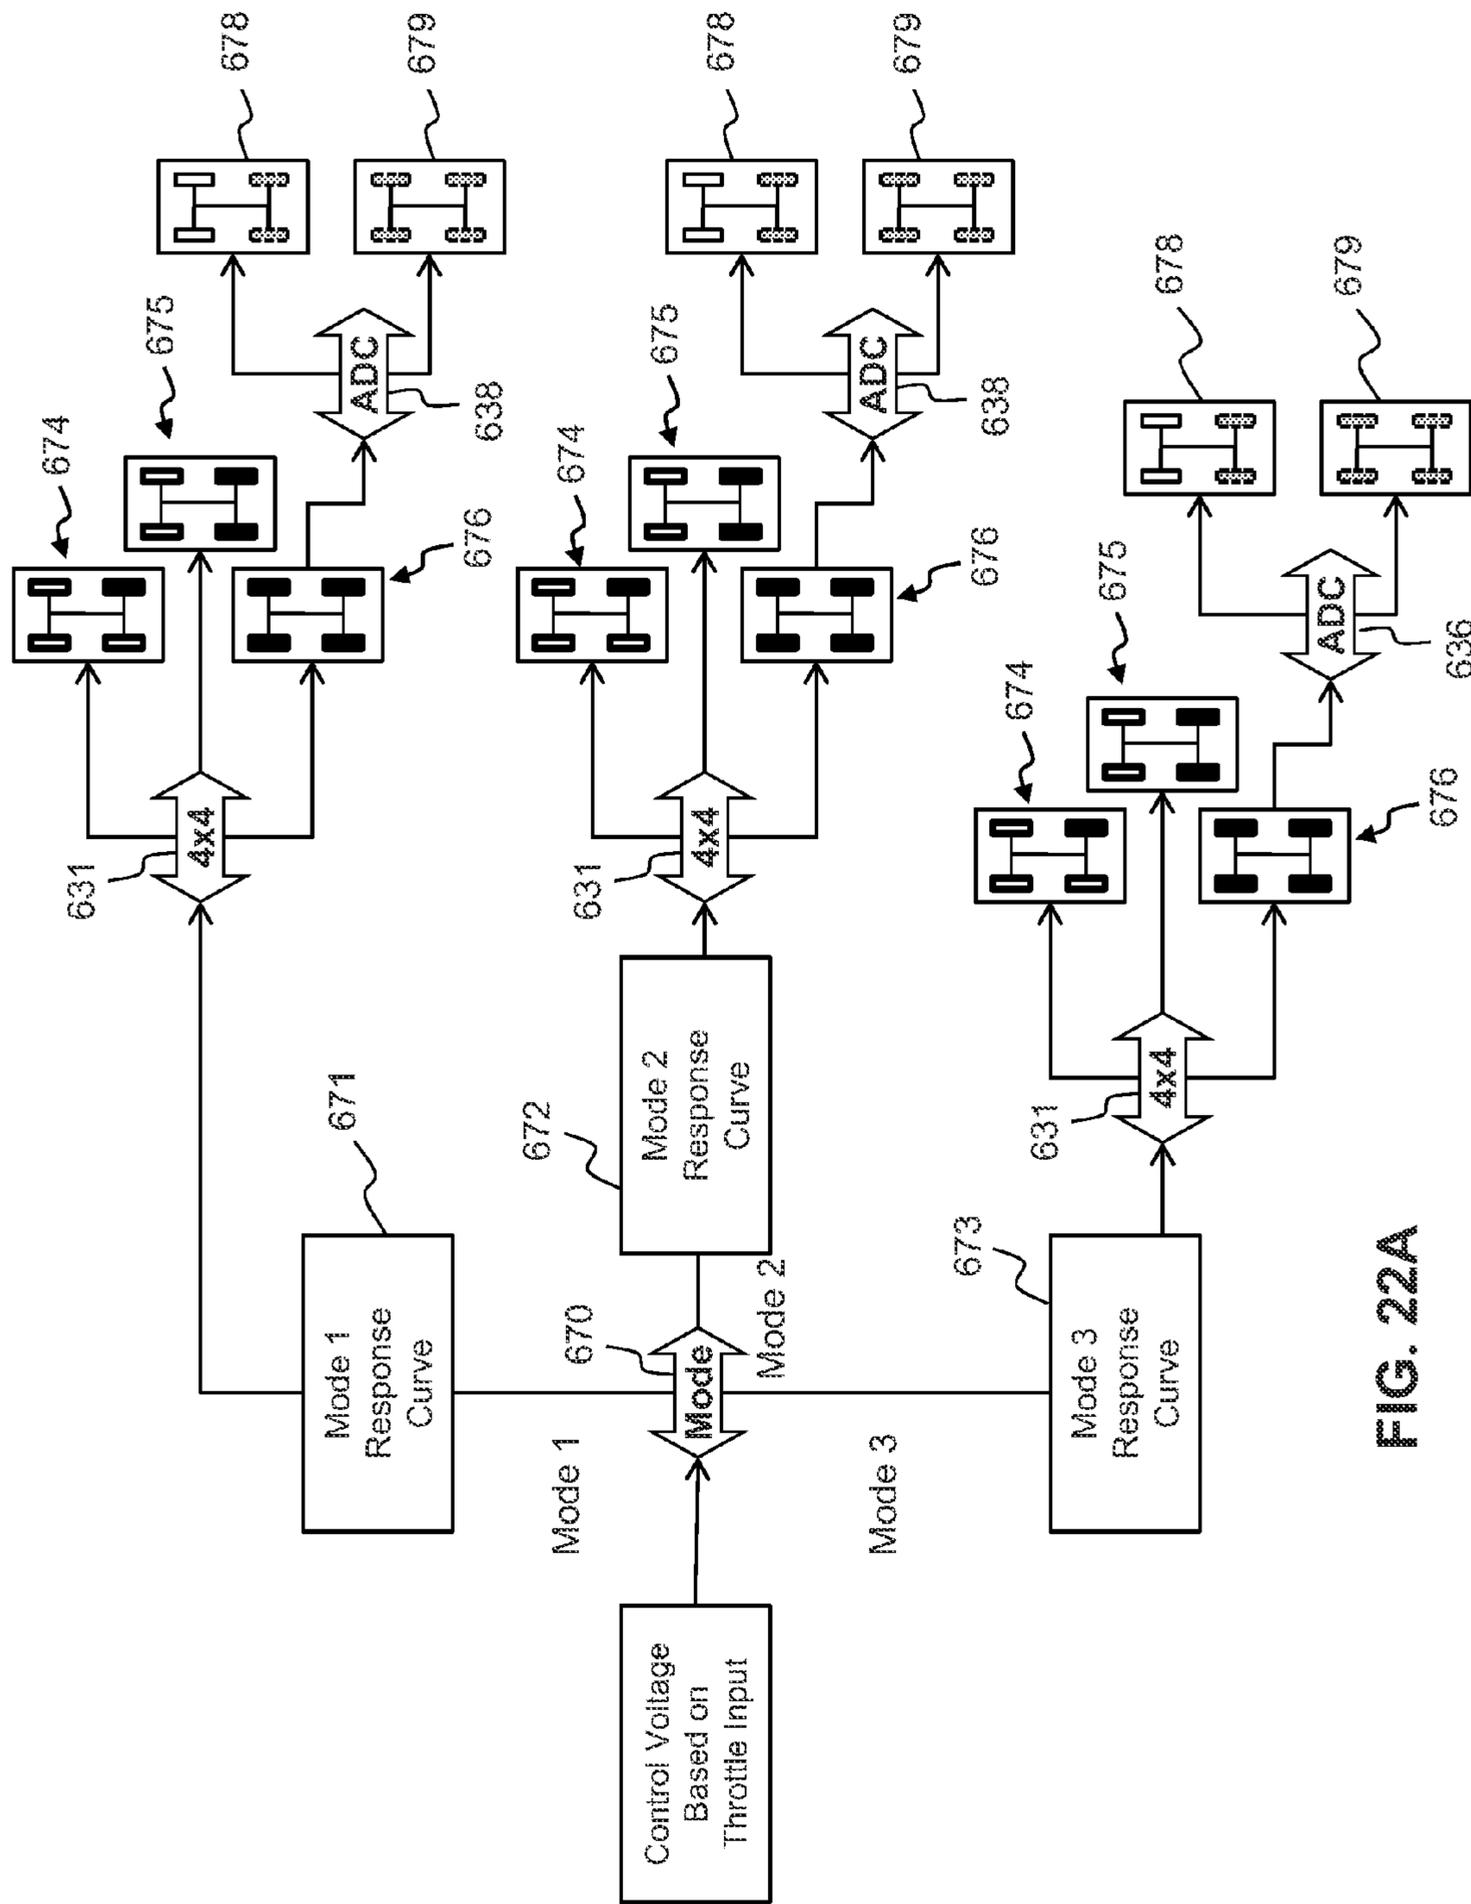 Control Voltage
Based on
Throttle Input
Mode
670
Mode 1
Mode 2
Mode 3
Mode 1
Response
Curve
671
Mode 2
Response
Curve
672
Mode 3
Response
Curve
673
4x4
631
674
675
676
ADC
638
678
679
4x4
631
674
675
676
ADC
638
678
679
4x4
631
674
675
676
ADC
636
678
679
FIG. 22A